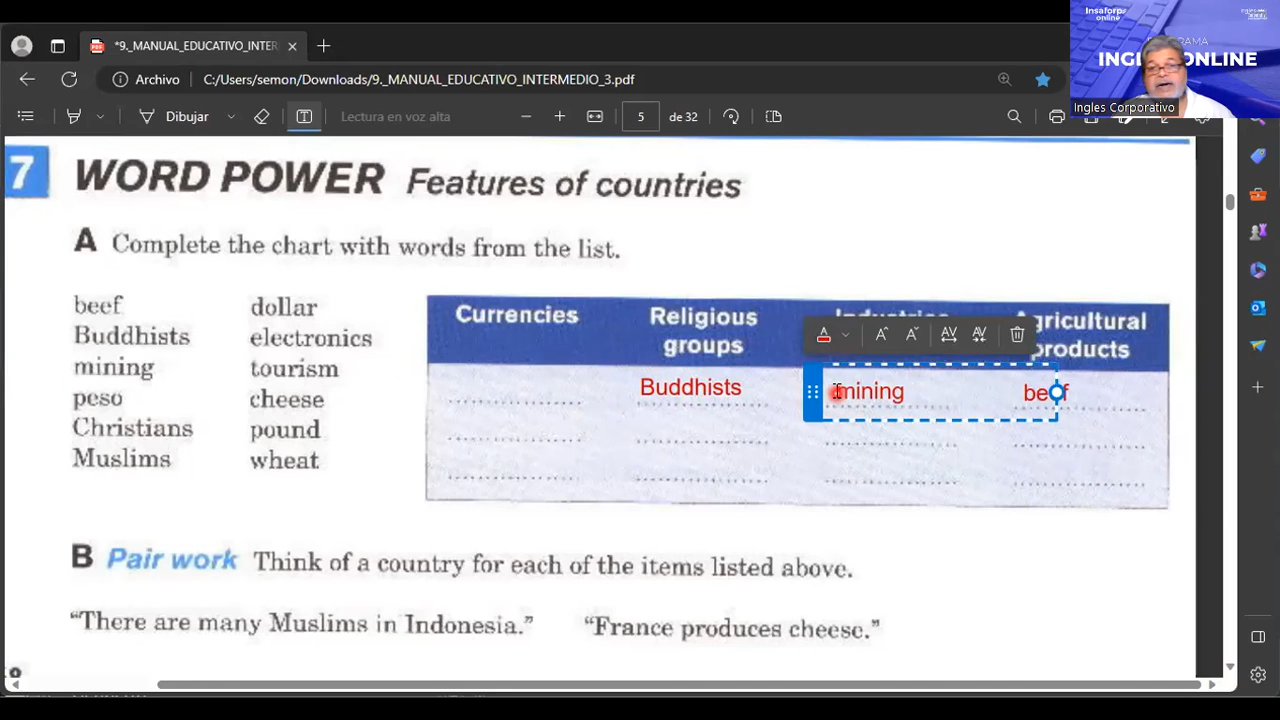 *9._MANUAL_EDUCATIVO_INTER
Archivo
C:/Users/semon/Downloads/9._MANUAL_EDUCATIVO_INTERMEDIO_3.pdf
Dibujar
Lectura en voz alta
5
de 32
Insaforp
online
INGL
ONLINE
Ingles Corporativo
7 WORD POWER Features of countries
A Complete the chart with words from the list.
beef dollar
Buddhists electronics
mining tourism
peso cheese
Christians pound
Muslims wheat
Currencies
Religious
groups
Agricultural
products
Buddhists
mining
beef
B Pair work Think of a country for each of the items listed above.
“There are many Muslims in Indonesia.” “France produces cheese.”